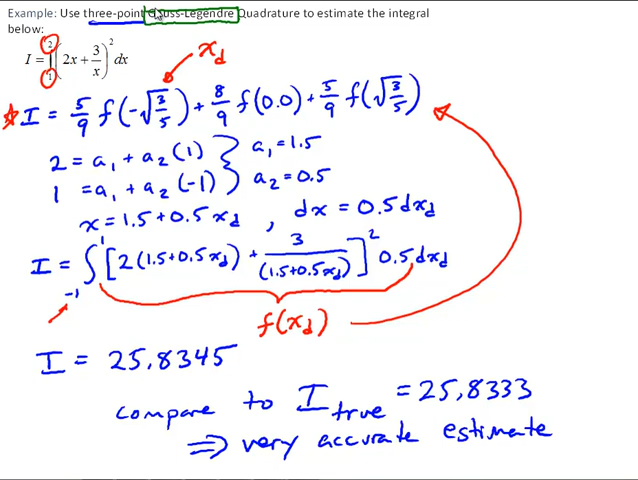 Example: Use three-point Gauss-Legendre Quadrature to estimate the integral
below:
I = ∫₁² (2x + 3/x)² dx
x_d
☆ I = 5/9 f(-√(3/5)) + 8/9 f(0.0) + 5/9 f(√(3/5))
2 = a₁ + a₂(1) } a₁ = 1.5
1 = a₁ + a₂(-1) } a₂ = 0.5
x = 1.5 + 0.5x_d , dx = 0.5dx_d
I = ∫₋₁¹ [2(1.5+0.5x_d) + 3/(1.5+0.5x_d)]² 0.5dx_d
f(x_d)
I = 25.8345
compare to I_true = 25.8333
⇒ very accurate estimate